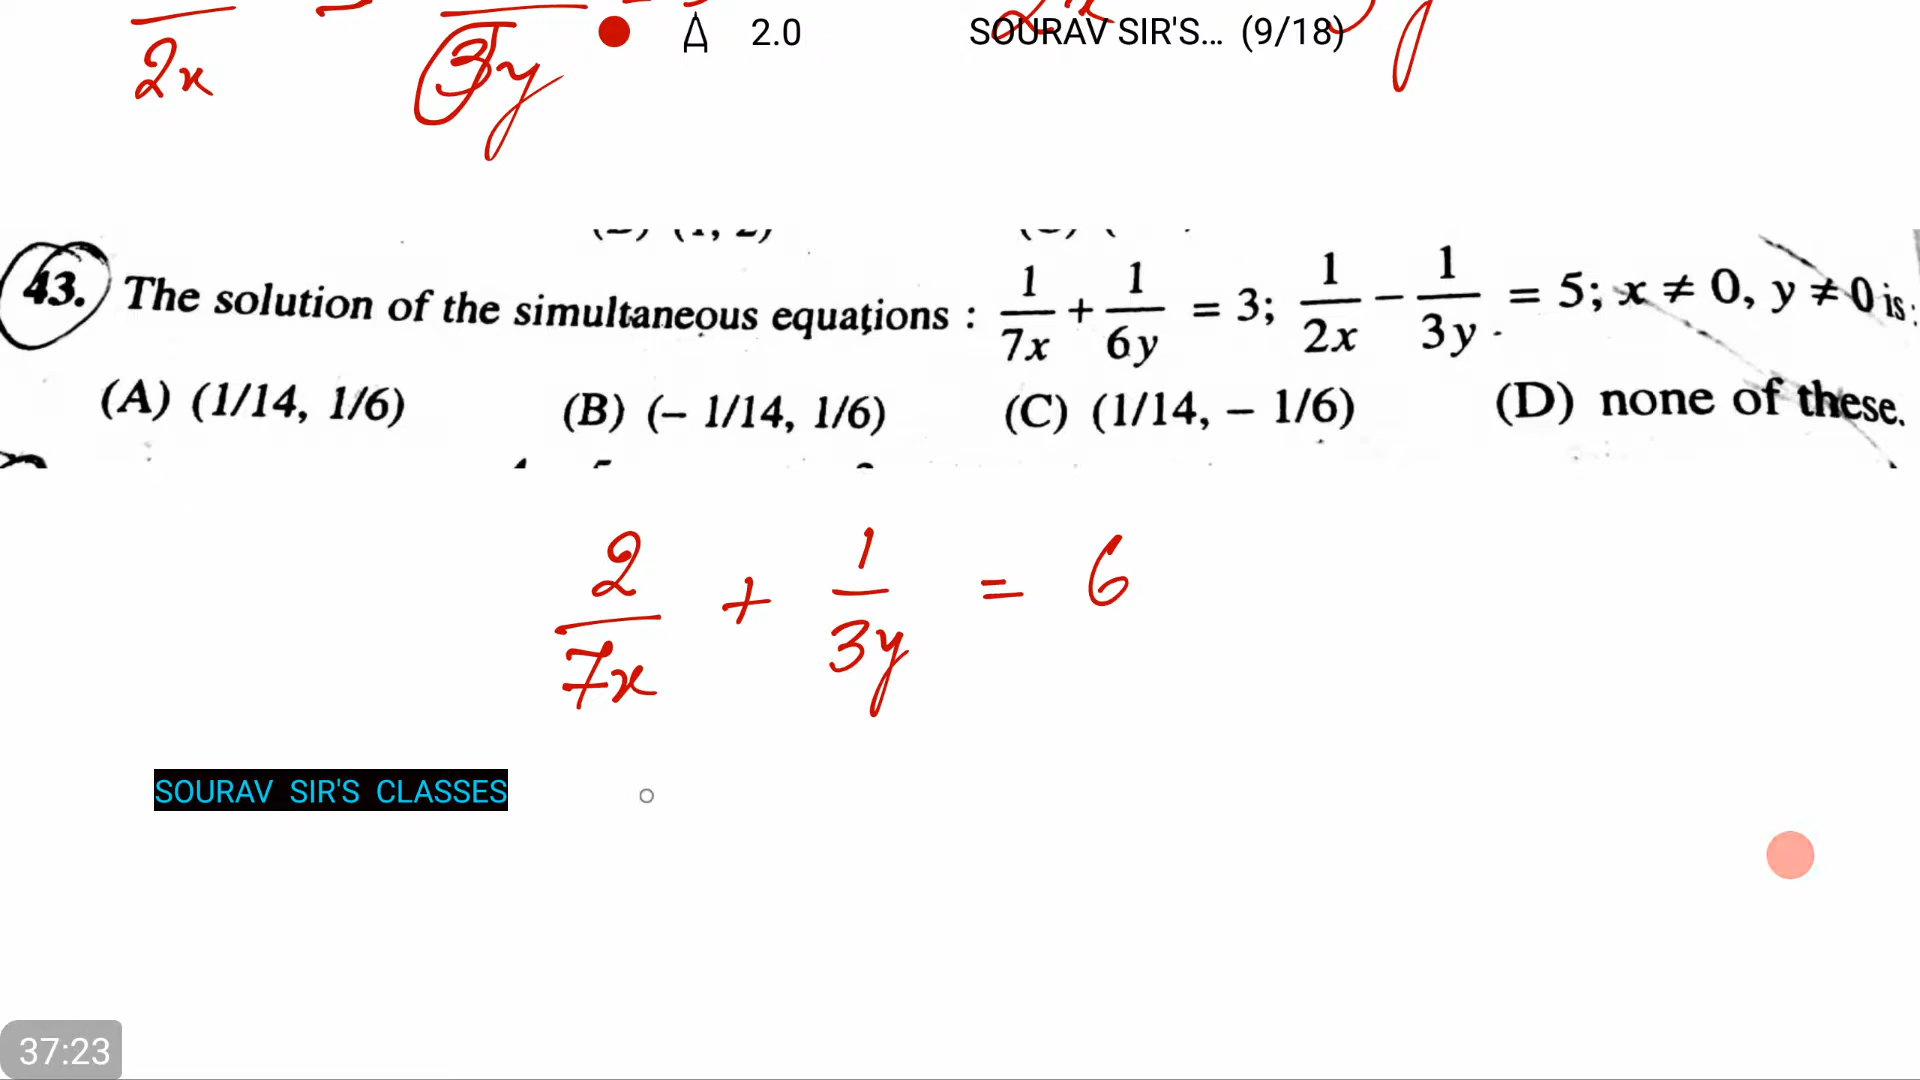 2x 3y A 2.0 SOURAV SIR'S... (9/18)
43. The solution of the simultaneous equations : 1/7x + 1/6y = 3; 1/2x − 1/3y = 5; x ≠ 0, y ≠ 0 is:
(A) (1/14, 1/6) (B) (− 1/14, 1/6) (C) (1/14, − 1/6) (D) none of these.
2/7x + 1/3y = 6
SOURAV SIR'S CLASSES
37:23